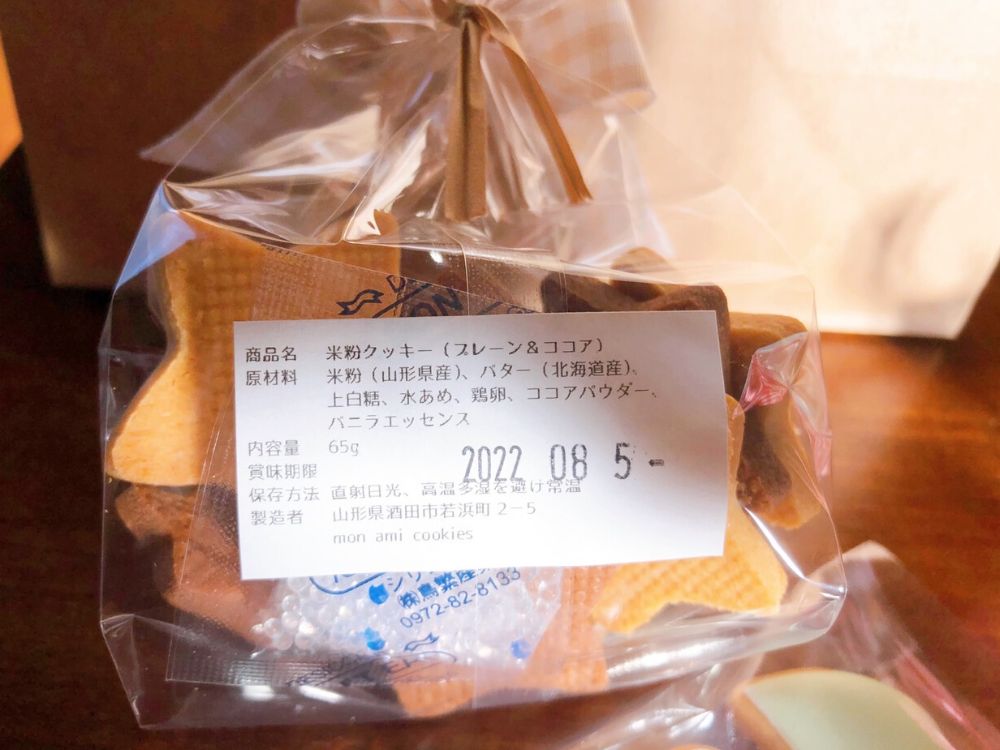 商品名 米粉クッキー（プレーン＆ココア）
原材料 米粉（山形県産）、バター（北海道産）、
上白糖、水あめ、鶏卵、ココアパウダー、
バニラエッセンス
内容量 65g
賞味期限 2022 08 5 -
保存方法 直射日光、高温多湿を避け常温
製造者 山形県酒田市若浜町２－５
mon ami cookies
0972-82-8133